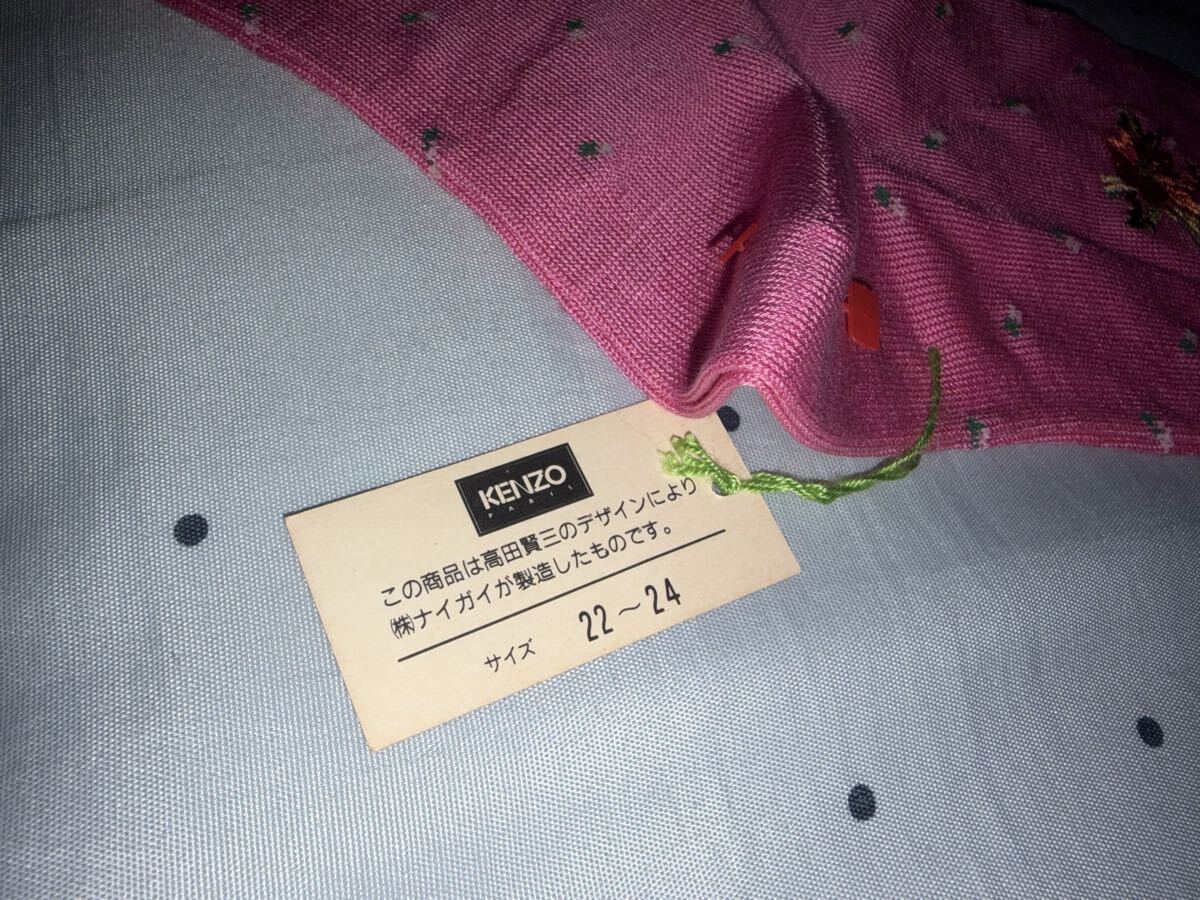 KENZO
PARIS
この商品は高田賢三のデザインにより
㈱ナイガイが製造したものです。
サイズ 22～24